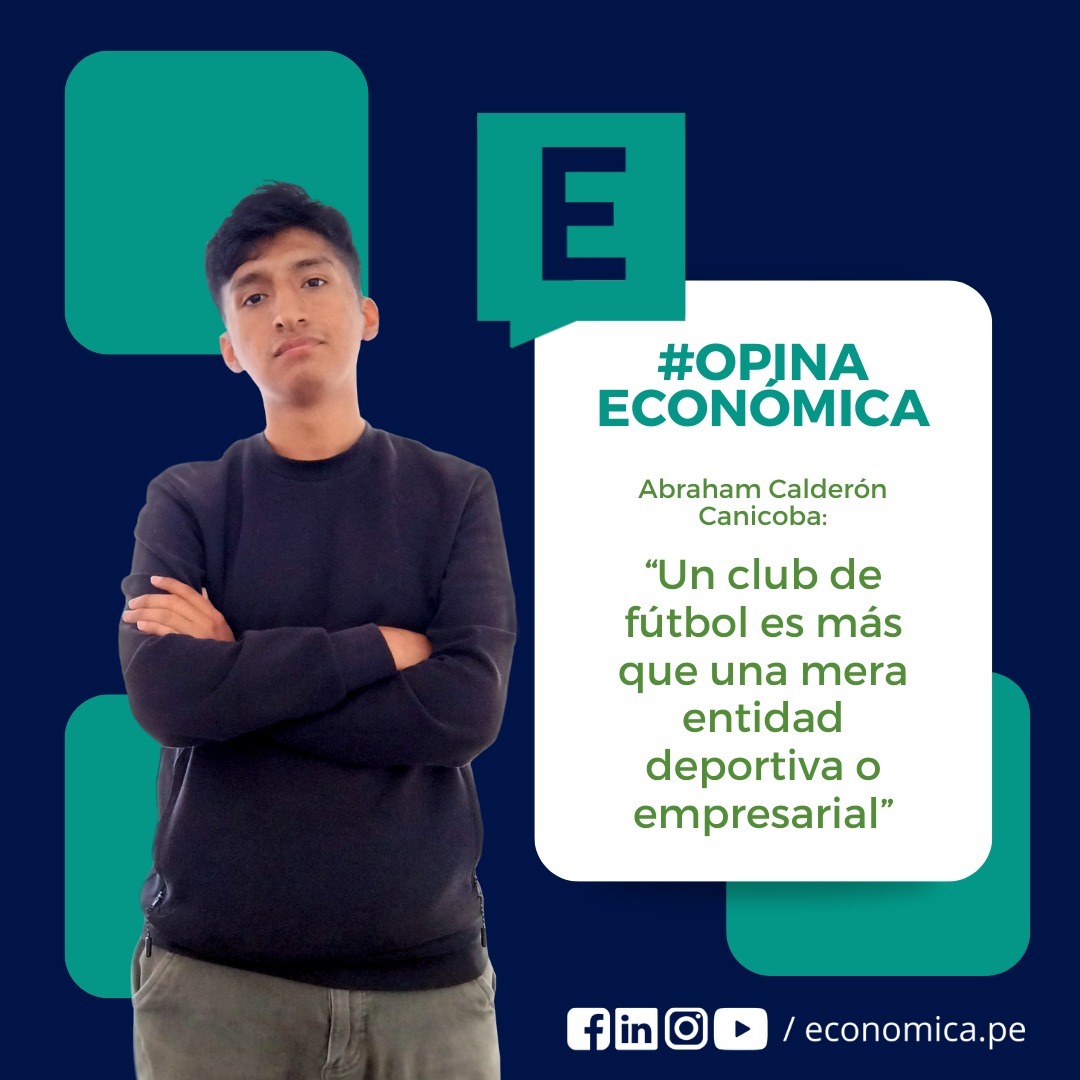 E
#OPINA
ECONÓMICA
Abraham Calderón
Canicoba:
“Un club de
fútbol es más
que una mera
entidad
deportiva o
empresarial”
/ economica.pe